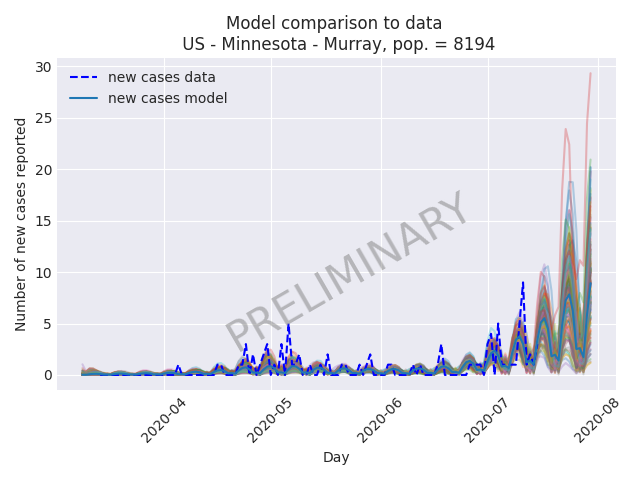 Model comparison to data
US - Minnesota - Murray, pop. = 8194
new cases data
new cases model
Number of new cases reported
30
25
20
15
10
5
0
PRELIMINARY
2020-04
2020-05
2020-06
2020-07
2020-08
Day